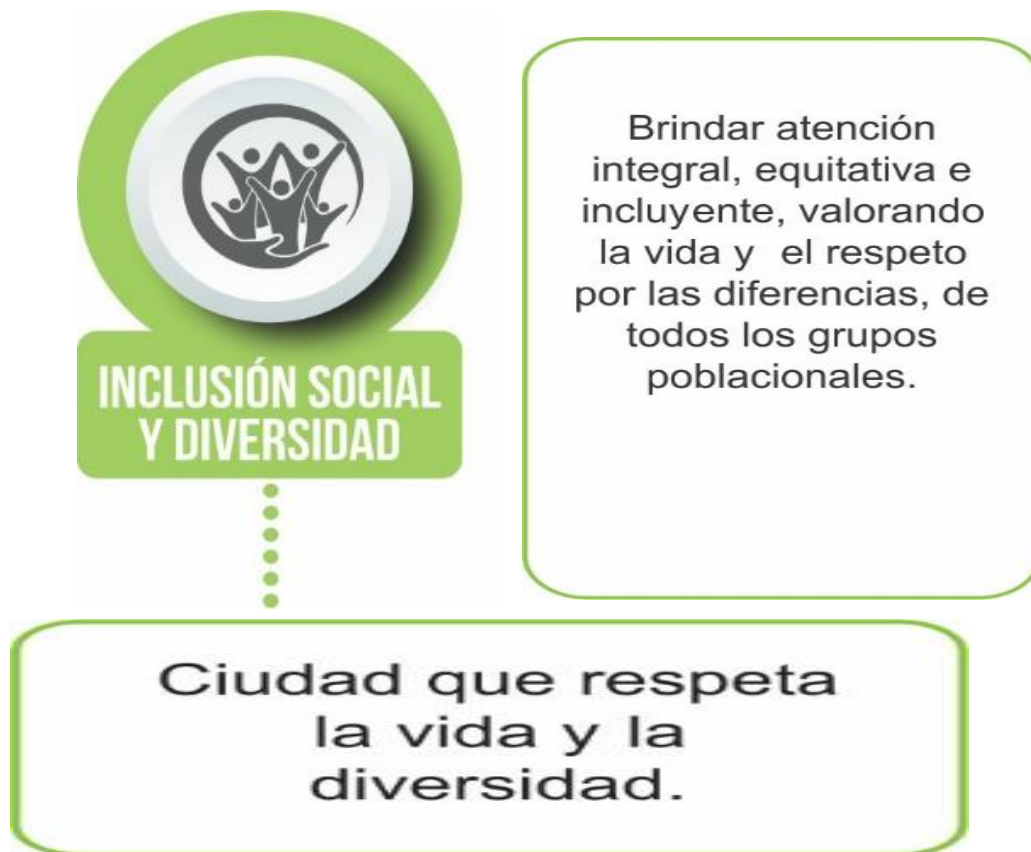 INCLUSIÓN SOCIAL
Y DIVERSIDAD
Brindar atención
integral, equitativa e
incluyente, valorando
la vida y el respeto
por las diferencias, de
todos los grupos
poblacionales.
Ciudad que respeta
la vida y la
diversidad.